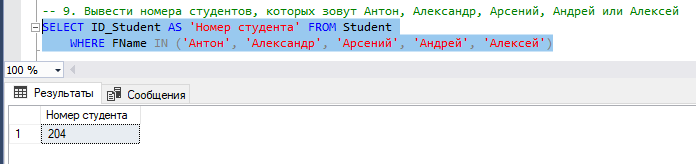 -- 9. Вывести номера студентов, которых зовут Антон, Александр, Арсений, Андрей или Алексей
SELECT ID_Student AS 'Номер студента' FROM Student
WHERE FName IN ('Антон', 'Александр', 'Арсений', 'Андрей', 'Алексей')
100 %
Результаты Сообщения
Номер студента
1 204